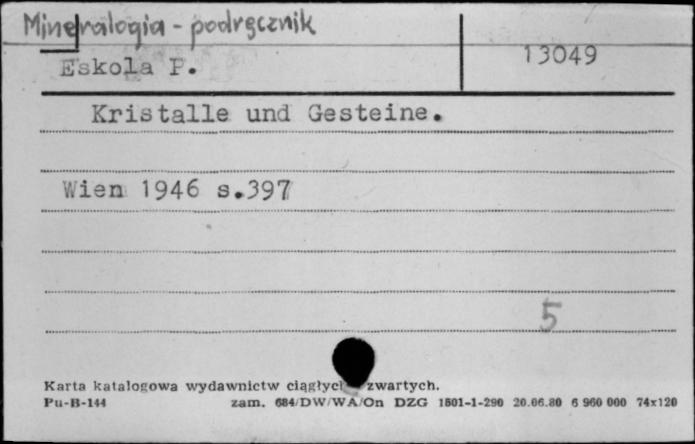 Mineralogia - podręcznik
Eskola P.
13049
Kristalle und Gesteine.
Wien 1946 s.397
5
Karta katalogowa wydawnictw zwartych.
Pu-B-144 zam. 684/DW/WA/On DZG 1801-1-290 20.06.80 6 960 000 74x120